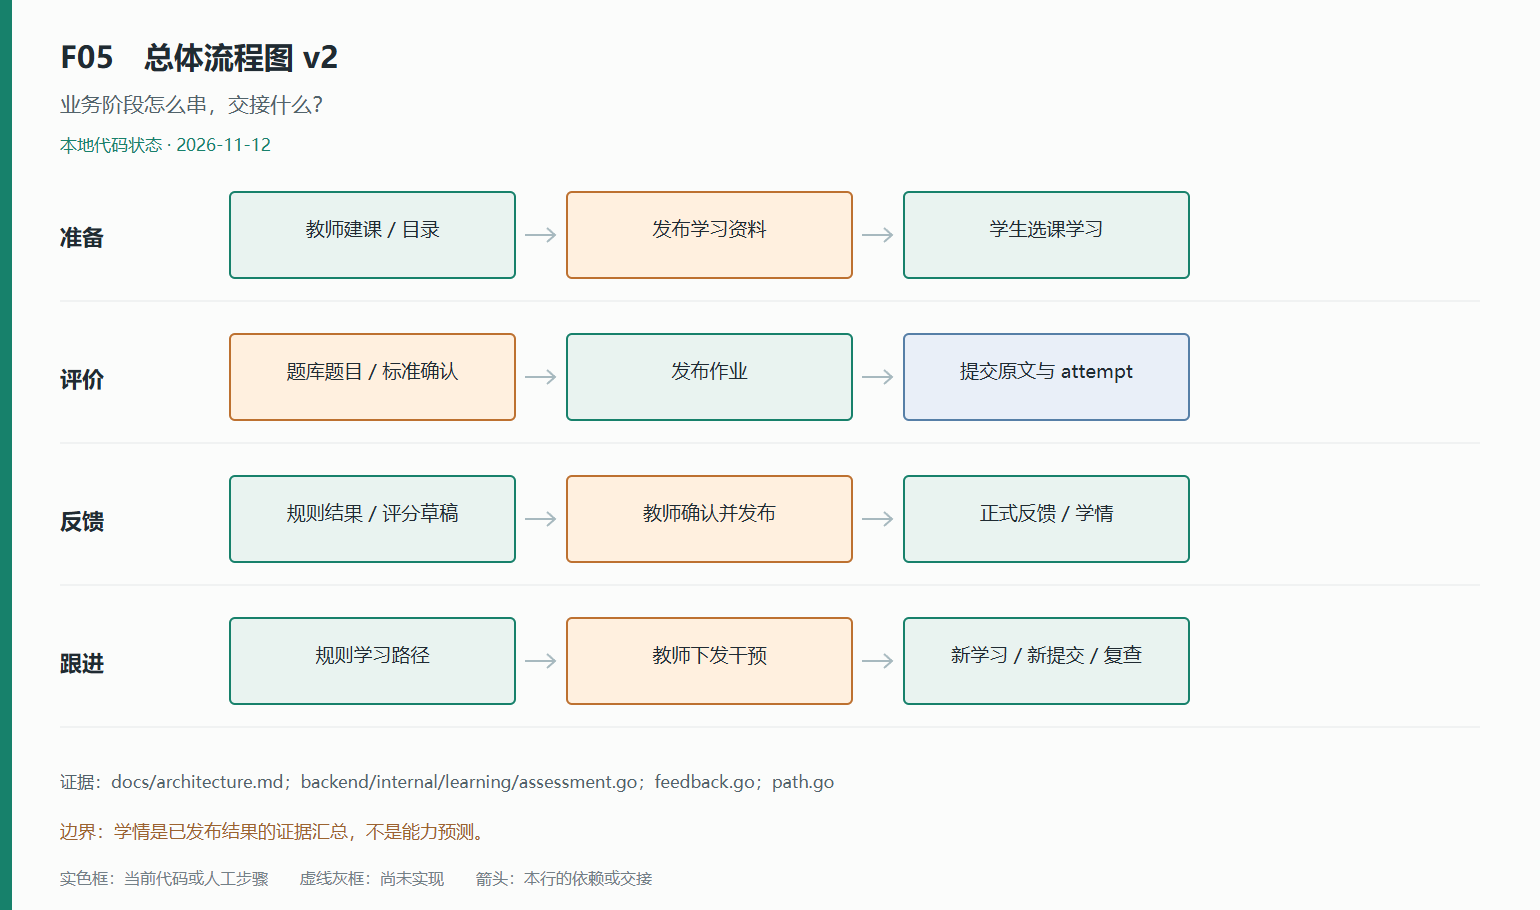 F05 总体流程图 v2
业务阶段怎么串，交接什么？
本地代码状态 · 2026-11-12
准备
教师建课 / 目录
发布学习资料
学生选课学习
评价
题库题目 / 标准确认
发布作业
提交原文与 attempt
反馈
规则结果 / 评分草稿
教师确认并发布
正式反馈 / 学情
跟进
规则学习路径
教师下发干预
新学习 / 新提交 / 复查
证据：docs/architecture.md；backend/internal/learning/assessment.go；feedback.go；path.go
边界：学情是已发布结果的证据汇总，不是能力预测。
实色框：当前代码或人工步骤 虚线灰框：尚未实现 箭头：本行的依赖或交接